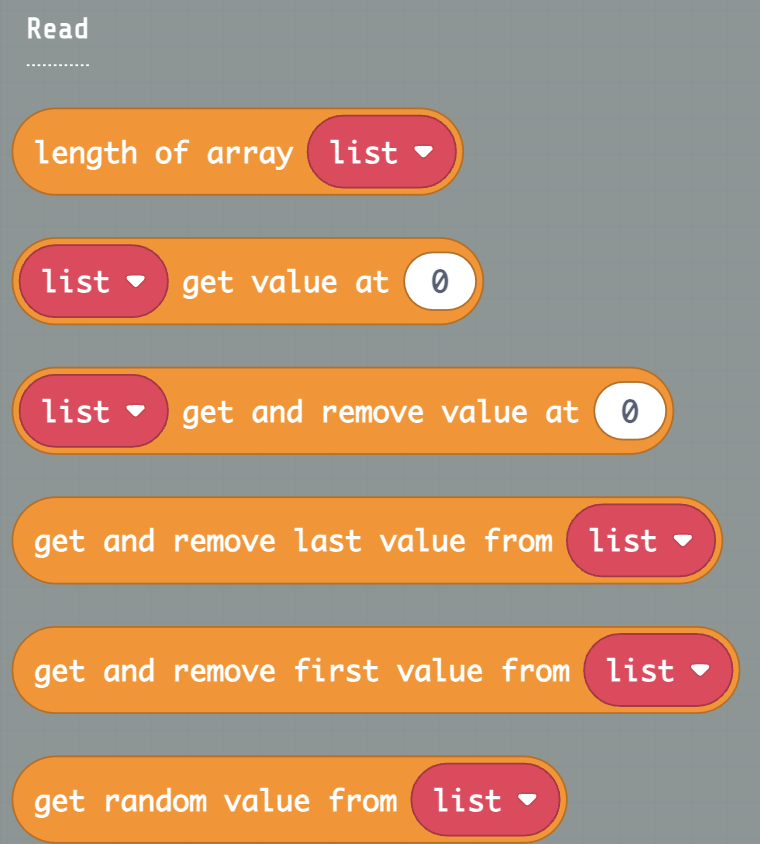 Read
length of array list
list get value at 0
list get and remove value at 0
get and remove last value from list
get and remove first value from list
get random value from list